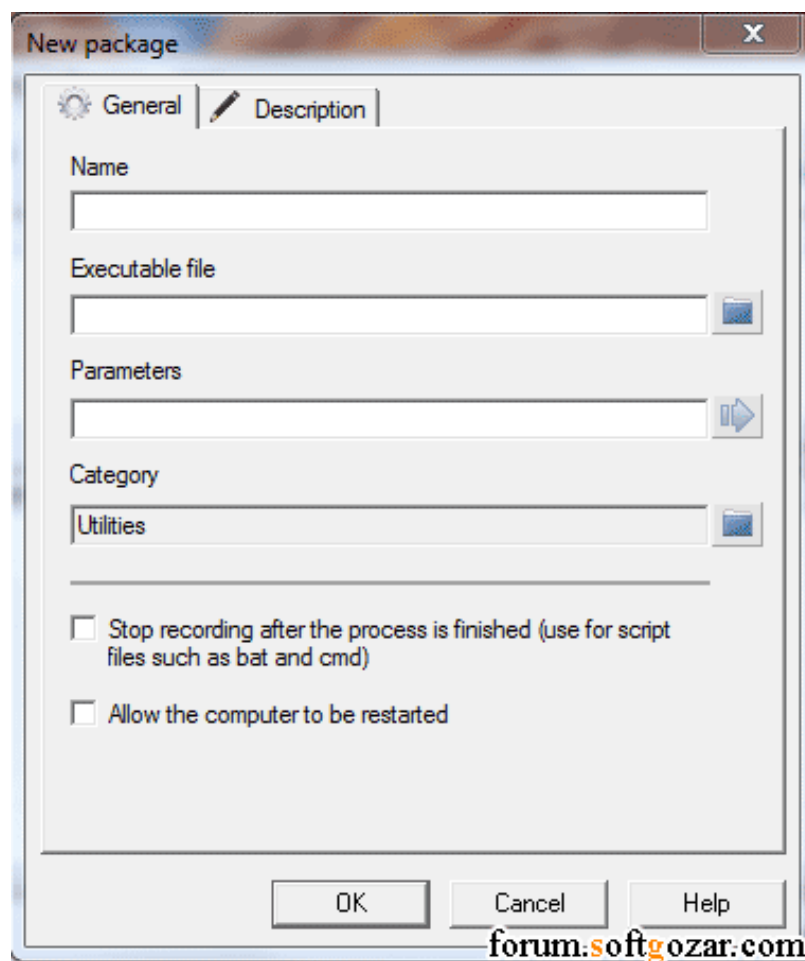 New package
General
Description
Name
Executable file
Parameters
Category
Utilities
Stop recording after the process is finished (use for script
files such as bat and cmd)
Allow the computer to be restarted
OK
Cancel
Help
forum.softgozar.com